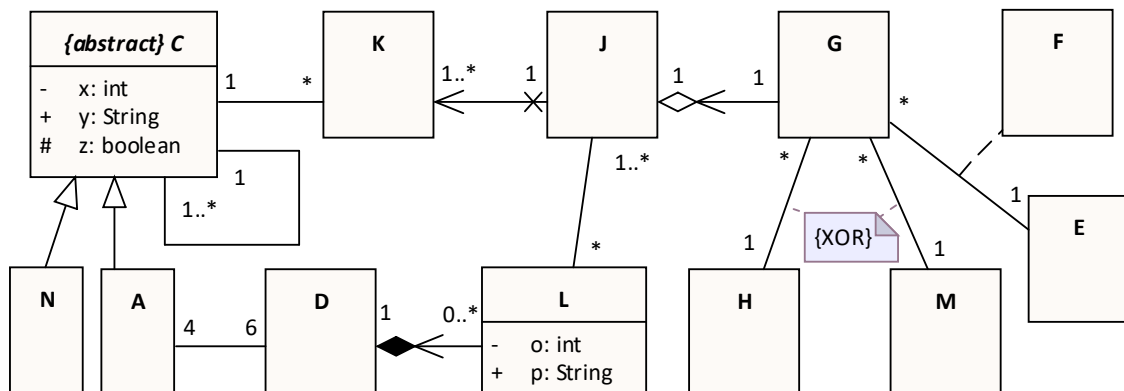 {abstract} C
K
J
G
F
- x: int
+ y: String
# z: boolean
1
*
1..*
1
1
1
*
1
1..*
1..*
*
*
1
{XOR}
E
1
1
*
N
A
D
L
H
M
4
6
1
0..*
- o: int
+ p: String